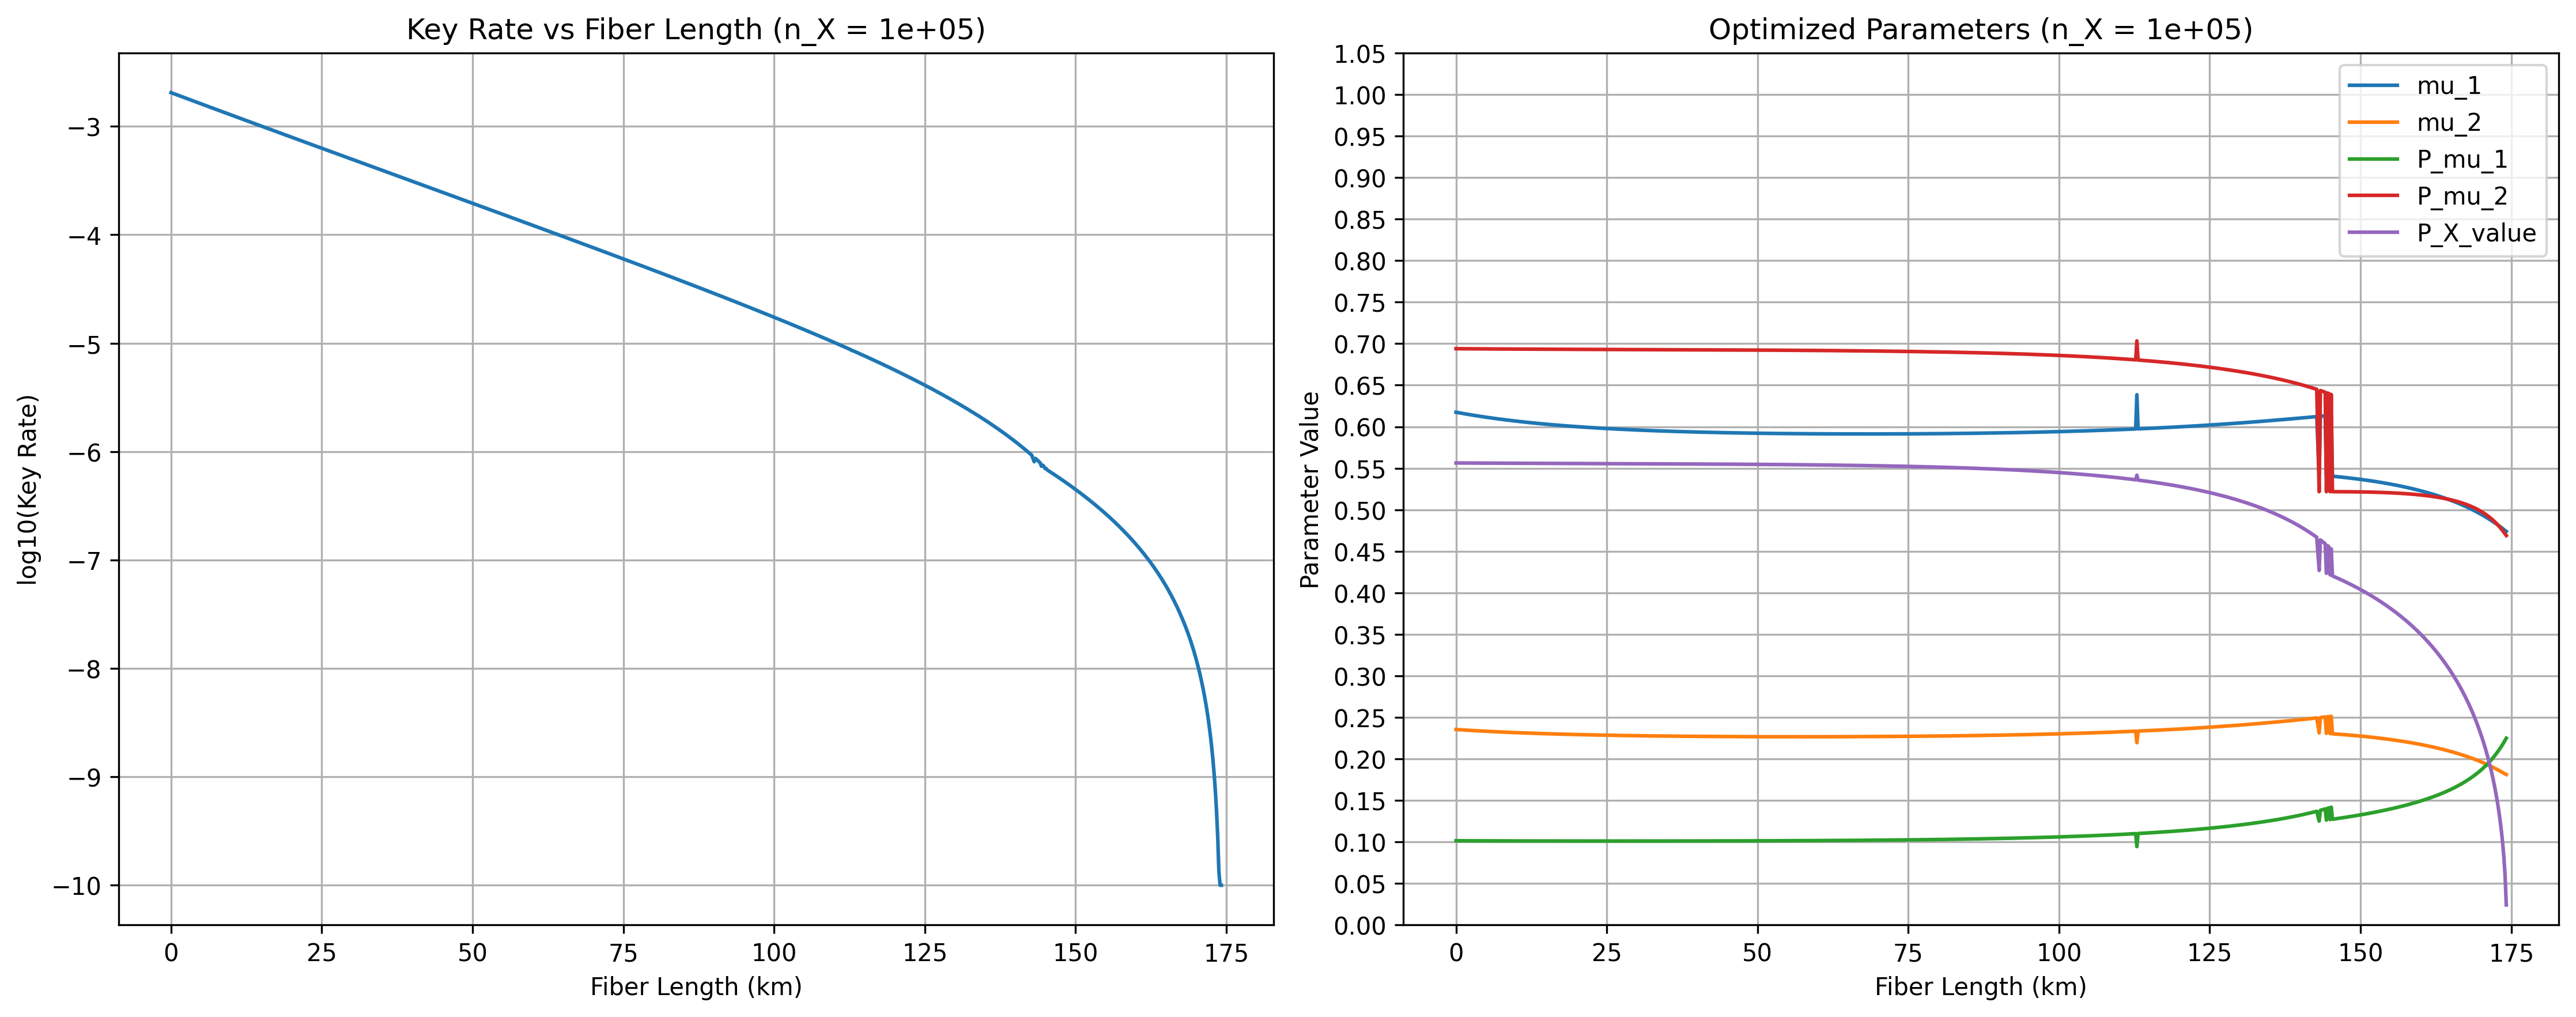 Key Rate vs Fiber Length (n_X = 1e+05)
log10(Key Rate)
−3
−4
−5
−6
−7
−8
−9
−10
0 25 50 75 100 125 150 175
Fiber Length (km)
Optimized Parameters (n_X = 1e+05)
Parameter Value
1.05
1.00
0.95
0.90
0.85
0.80
0.75
0.70
0.65
0.60
0.55
0.50
0.45
0.40
0.35
0.30
0.25
0.20
0.15
0.10
0.05
0.00
0 25 50 75 100 125 150 175
Fiber Length (km)
mu_1
mu_2
P_mu_1
P_mu_2
P_X_value